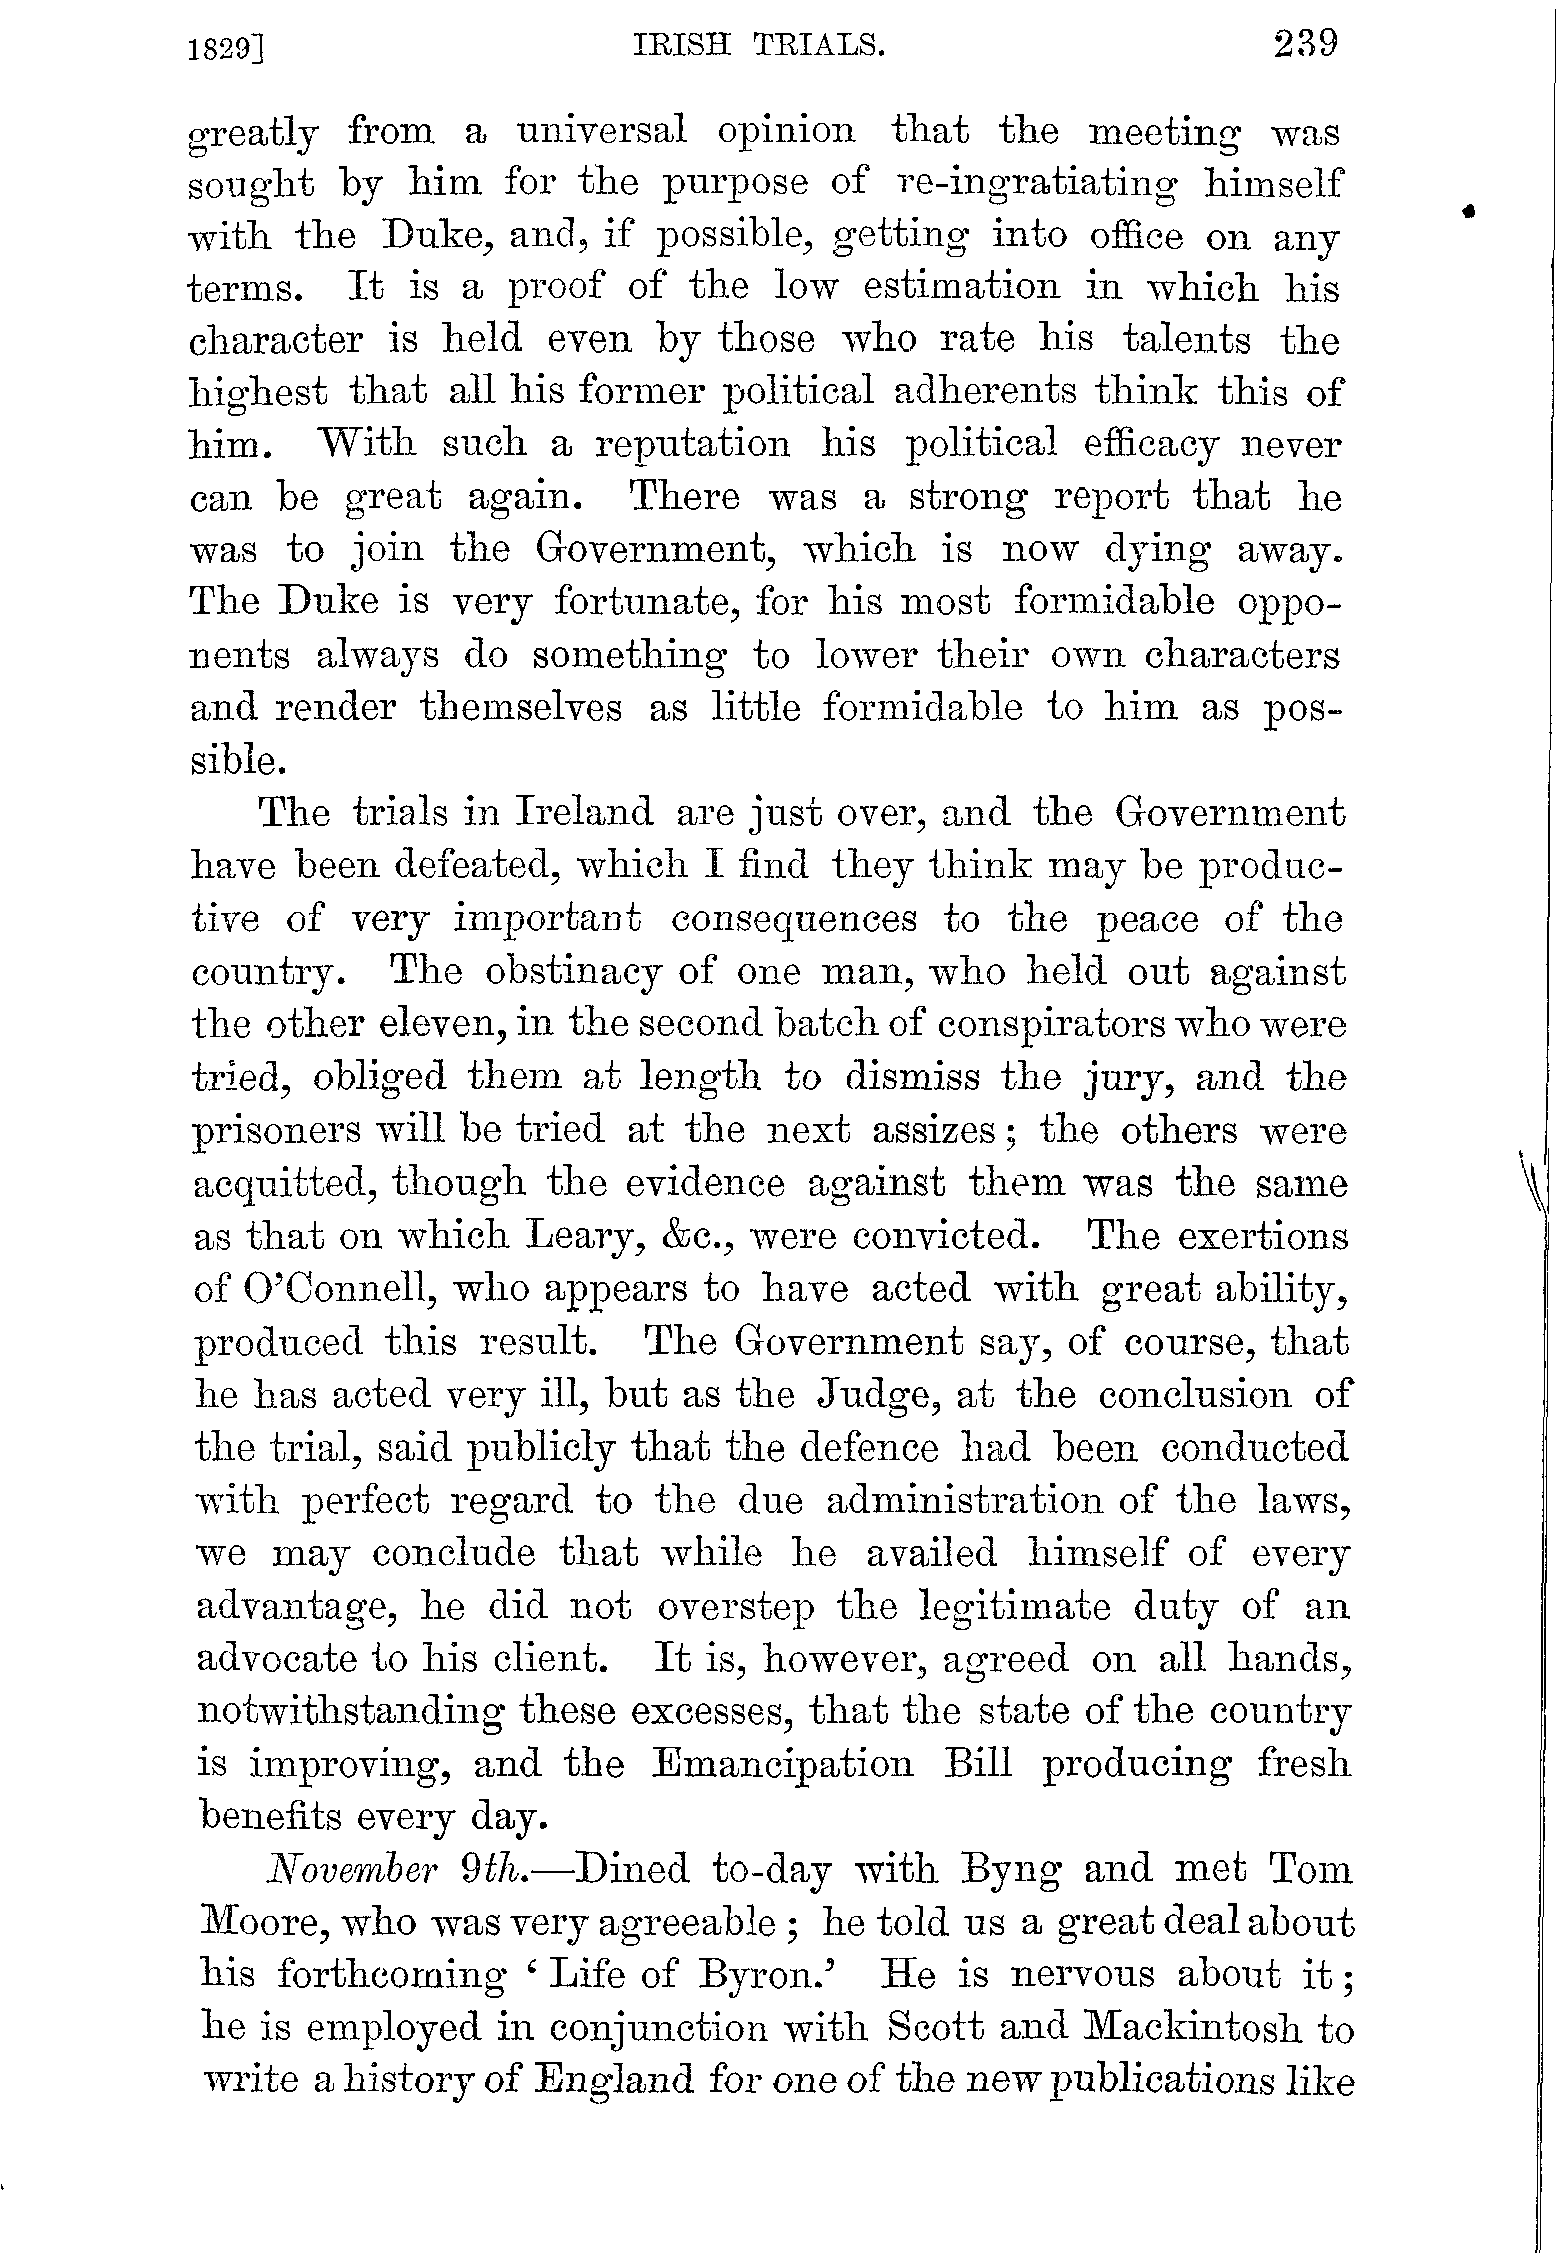 1829] IRISH TRIALS. 239
greatly from a universal opinion that the meeting was
sought by him for the purpose of re-ingratiating himself
with the Duke, and, if possible, getting into office on any
terms. It is a proof of the low estimation in which his
character is held even by those who rate his talents the
highest that all his former political adherents think this of
him. With such a reputation his political efficacy never
can be great again. There was a strong report that he
was to join the Government, which is now dying away.
The Duke is very fortunate, for his most formidable oppo-
nents always do something to lower their own characters
and render themselves as little formidable to him as pos-
sible.
The trials in Ireland are just over, and the Government
have been defeated, which I find they think may be produc-
tive of very important consequences to the peace of the
country. The obstinacy of one man, who held out against
the other eleven, in the second batch of conspirators who were
tried, obliged them at length to dismiss the jury, and the
prisoners will be tried at the next assizes; the others were
acquitted, though the evidence against them was the same
as that on which Leary, &c., were convicted. The exertions
of O'Connell, who appears to have acted with great ability,
produced this result. The Government say, of course, that
he has acted very ill, but as the Judge, at the conclusion of
the trial, said publicly that the defence had been conducted
with perfect regard to the due administration of the laws,
we may conclude that while he availed himself of every
advantage, he did not overstep the legitimate duty of an
advocate to his client. It is, however, agreed on all hands,
notwithstanding these excesses, that the state of the country
is improving, and the Emancipation Bill producing fresh
benefits every day.
November 9th.—Dined to-day with Byng and met Tom
Moore, who was very agreeable; he told us a great deal about
his forthcoming 'Life of Byron.' He is nervous about it;
he is employed in conjunction with Scott and Mackintosh to
write a history of England for one of the new publications like